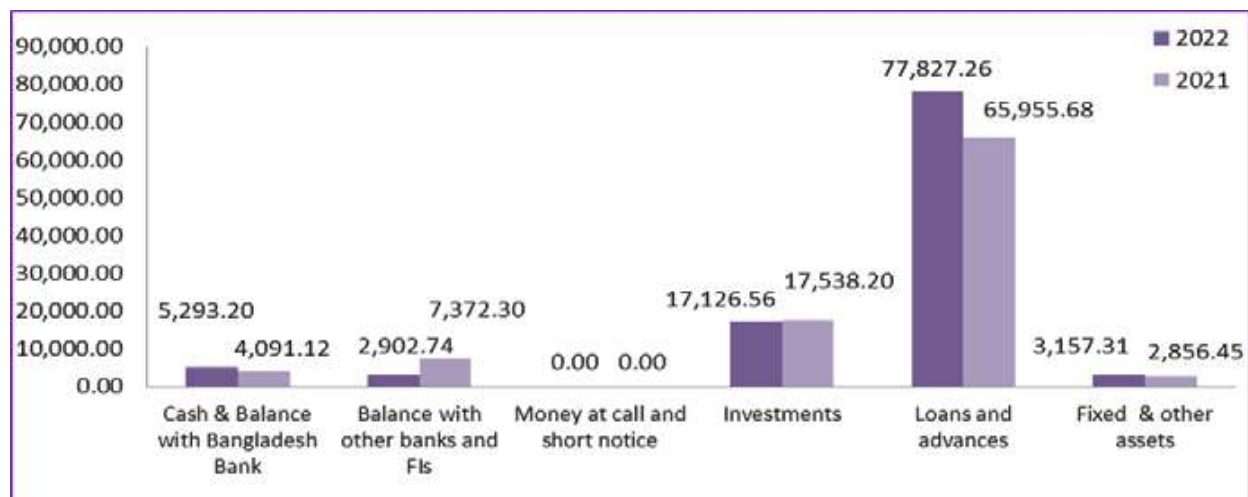 90,000.00
80,000.00
70,000.00
60,000.00
50,000.00
40,000.00
30,000.00
20,000.00
10,000.00
0.00
2022
2021
5,293.20
4,091.12
2,902.74
7,372.30
0.00
0.00
17,126.56
17,538.20
77,827.26
65,955.68
3,157.31
2,856.45
Cash & Balance
with Bangladesh
Bank
Balance with
other banks and
FIs
Money at call and
short notice
Investments
Loans and
advances
Fixed & other
assets